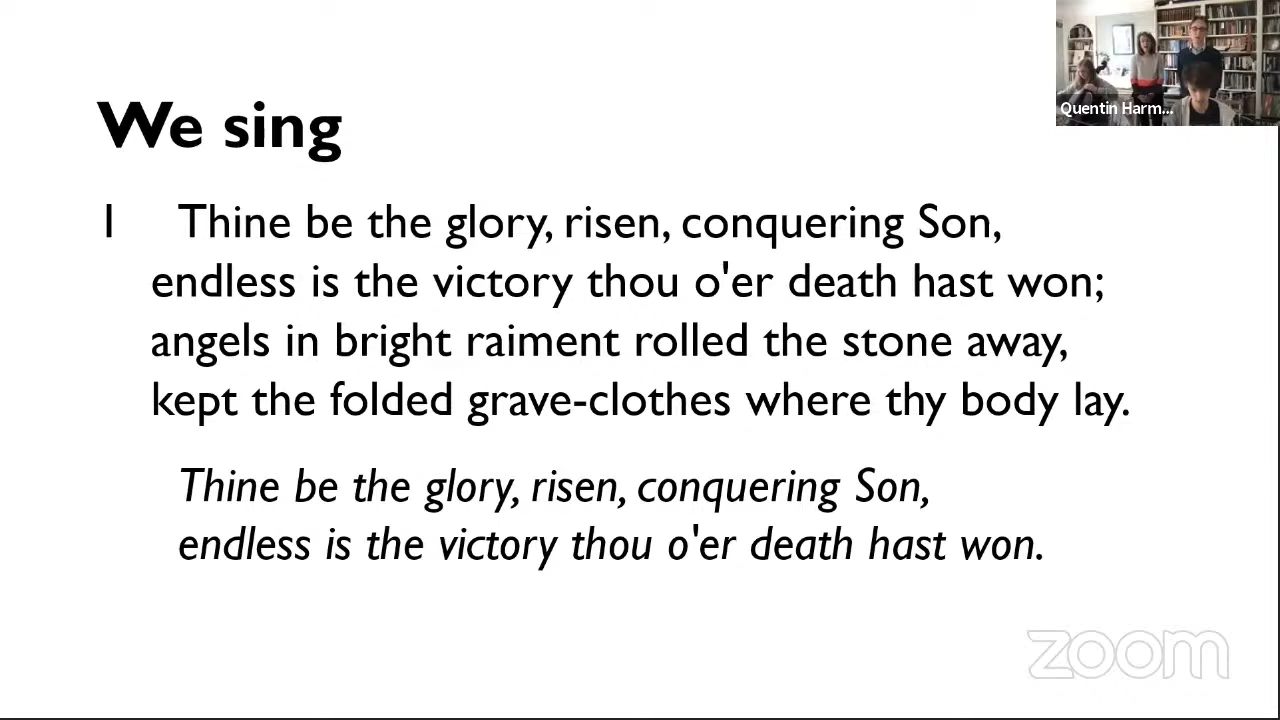 We sing
1 Thine be the glory, risen, conquering Son,
endless is the victory thou o'er death hast won;
angels in bright raiment rolled the stone away,
kept the folded grave-clothes where thy body lay.
Thine be the glory, risen, conquering Son,
endless is the victory thou o'er death hast won.
Quentin Harm...
zoom